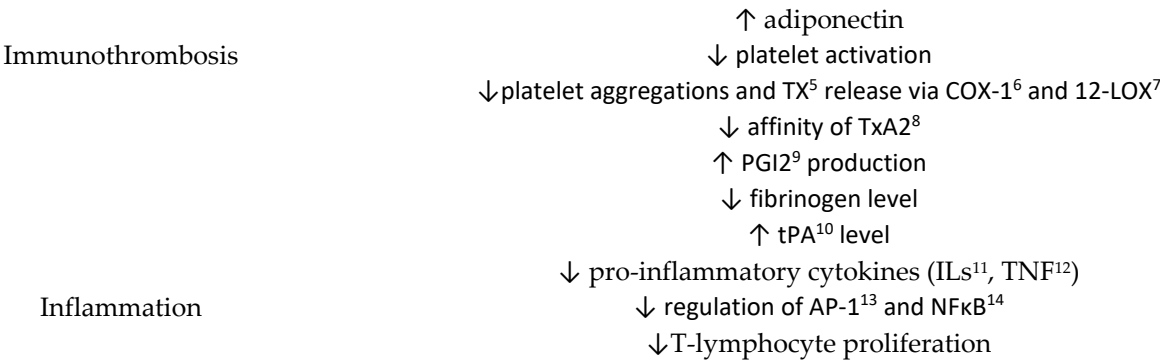 ↑ adiponectin
Immunothrombosis ↓ platelet activation
↓platelet aggregations and TX⁵ release via COX-1⁶ and 12-LOX⁷
↓ affinity of TxA2⁸
↑ PGI2⁹ production
↓ fibrinogen level
↑ tPA¹⁰ level
↓ pro-inflammatory cytokines (ILs¹¹, TNF¹²)
Inflammation ↓ regulation of AP-1¹³ and NFκB¹⁴
↓T-lymphocyte proliferation